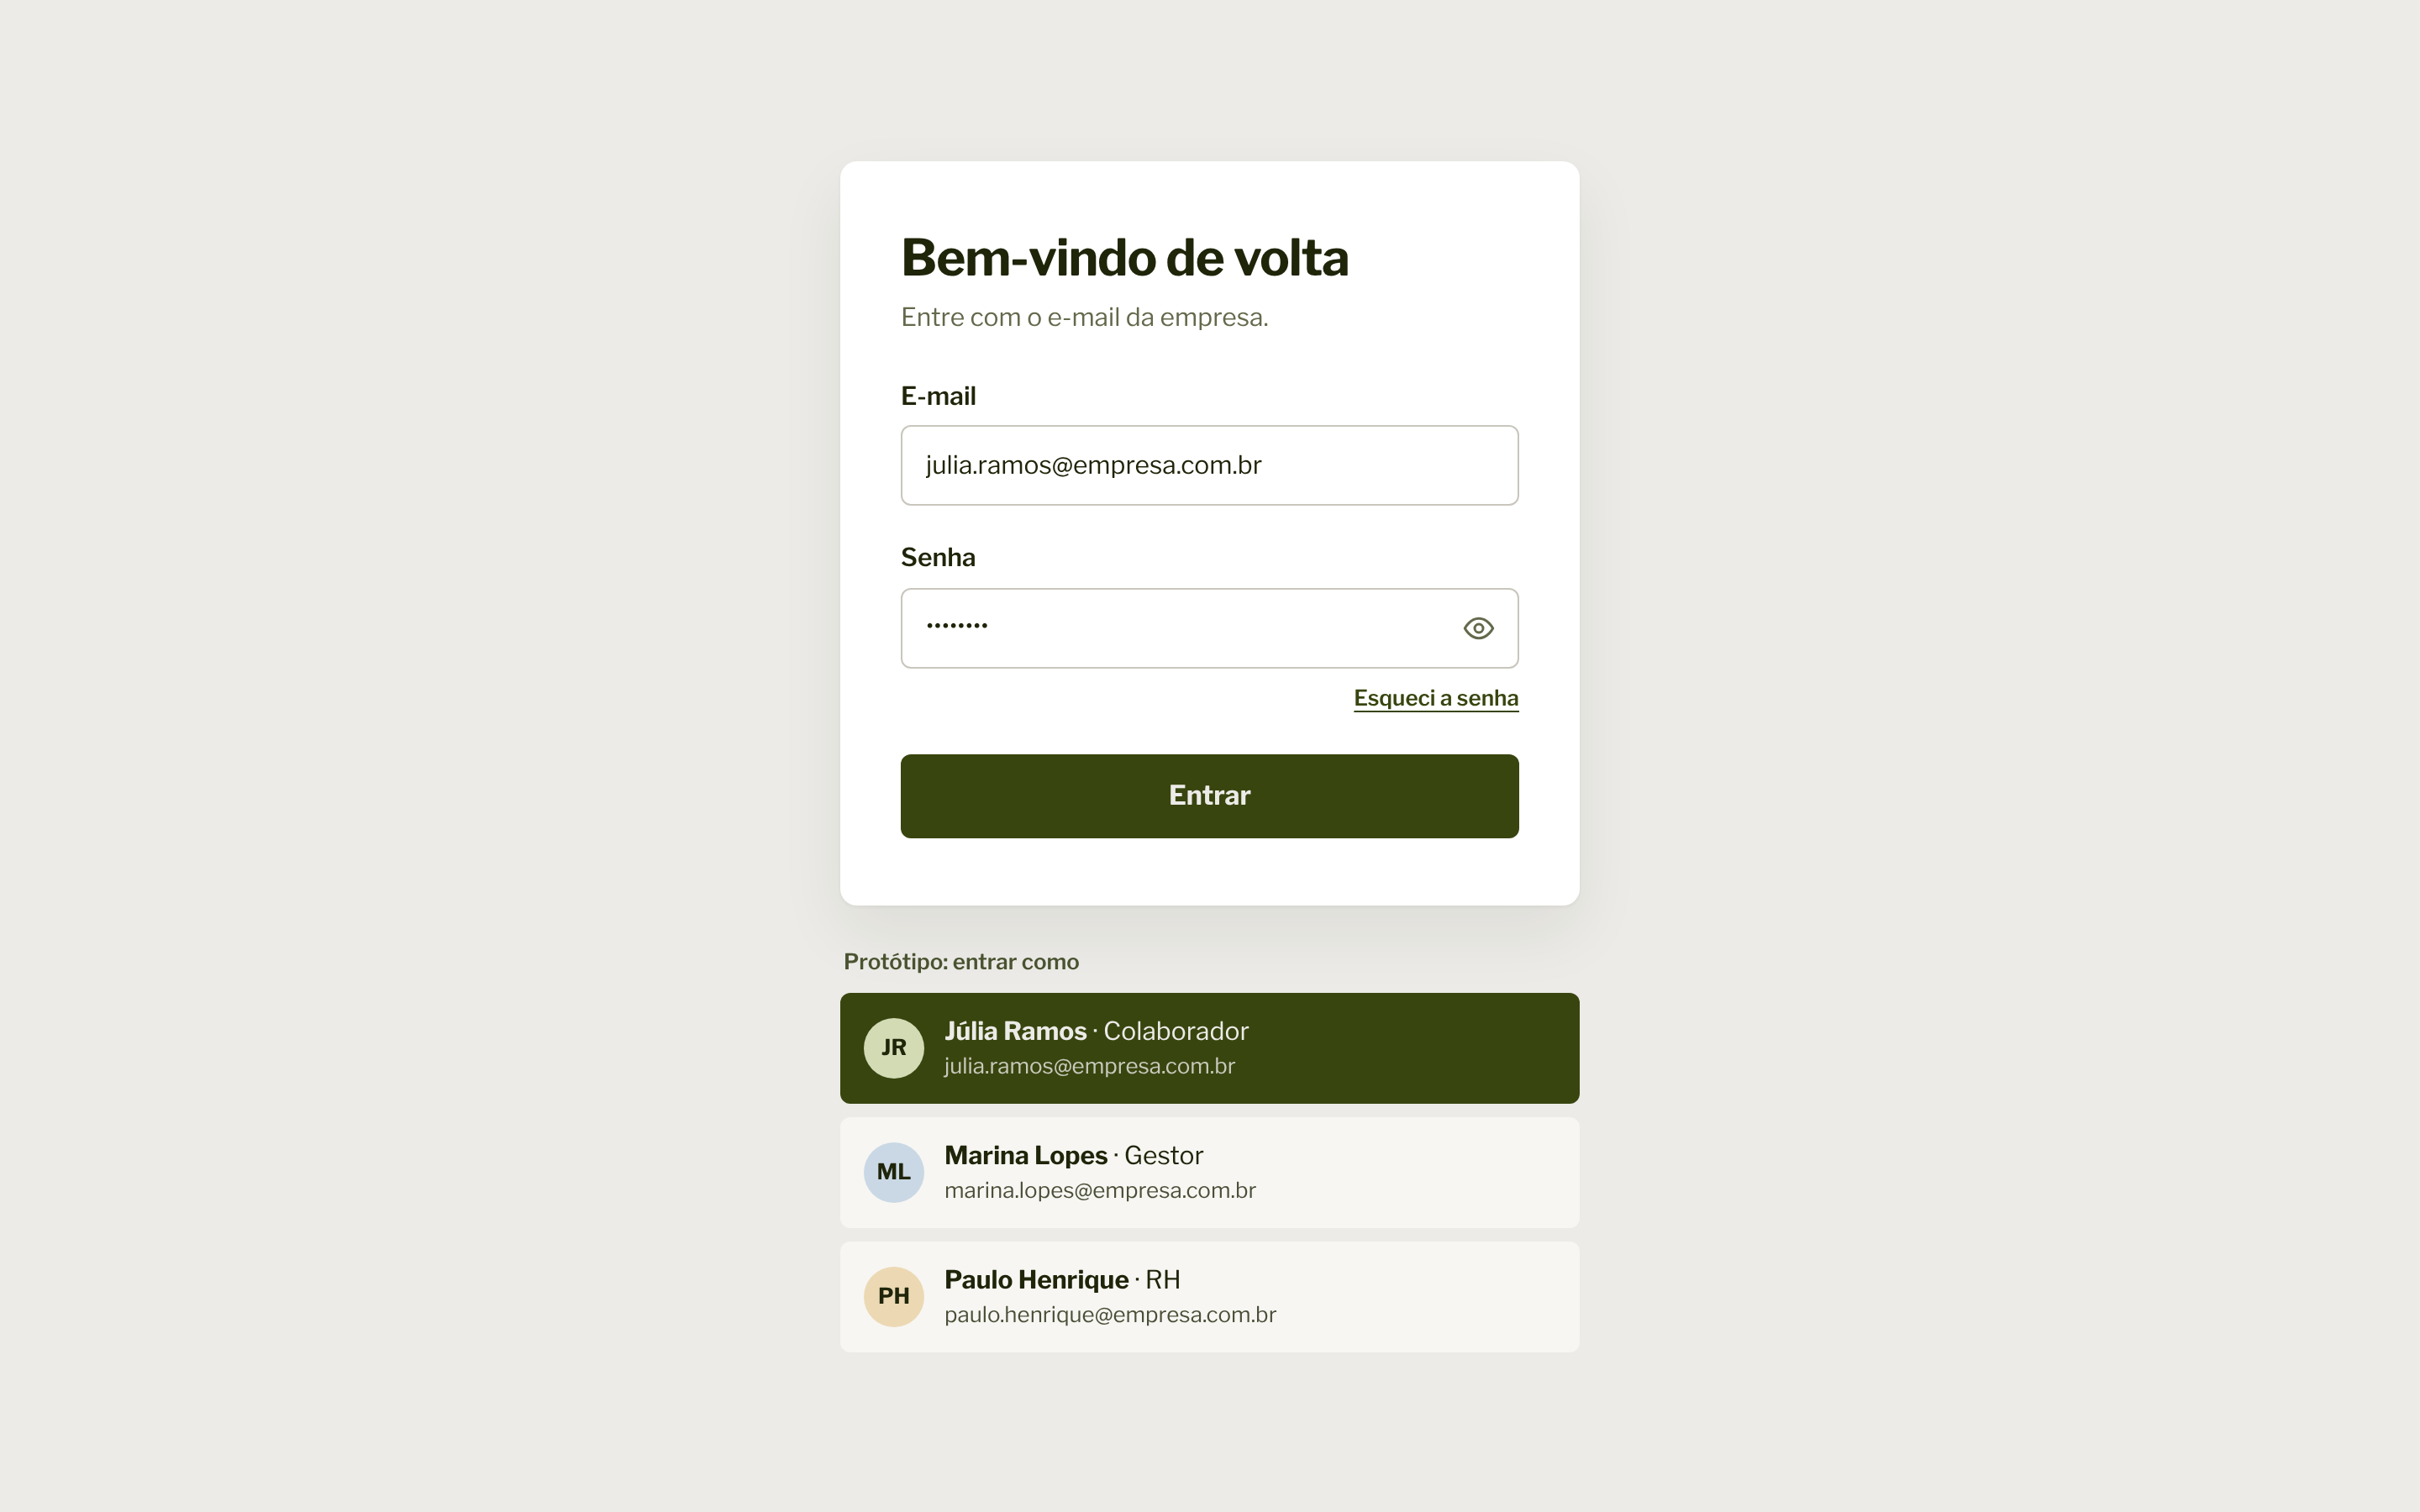 Bem-vindo de volta
Entre com o e-mail da empresa.
E-mail
julia.ramos@empresa.com.br
Senha
••••••••
Esqueci a senha
Entrar
Protótipo: entrar como
JR
Júlia Ramos · Colaborador
julia.ramos@empresa.com.br
ML
Marina Lopes · Gestor
marina.lopes@empresa.com.br
PH
Paulo Henrique · RH
paulo.henrique@empresa.com.br